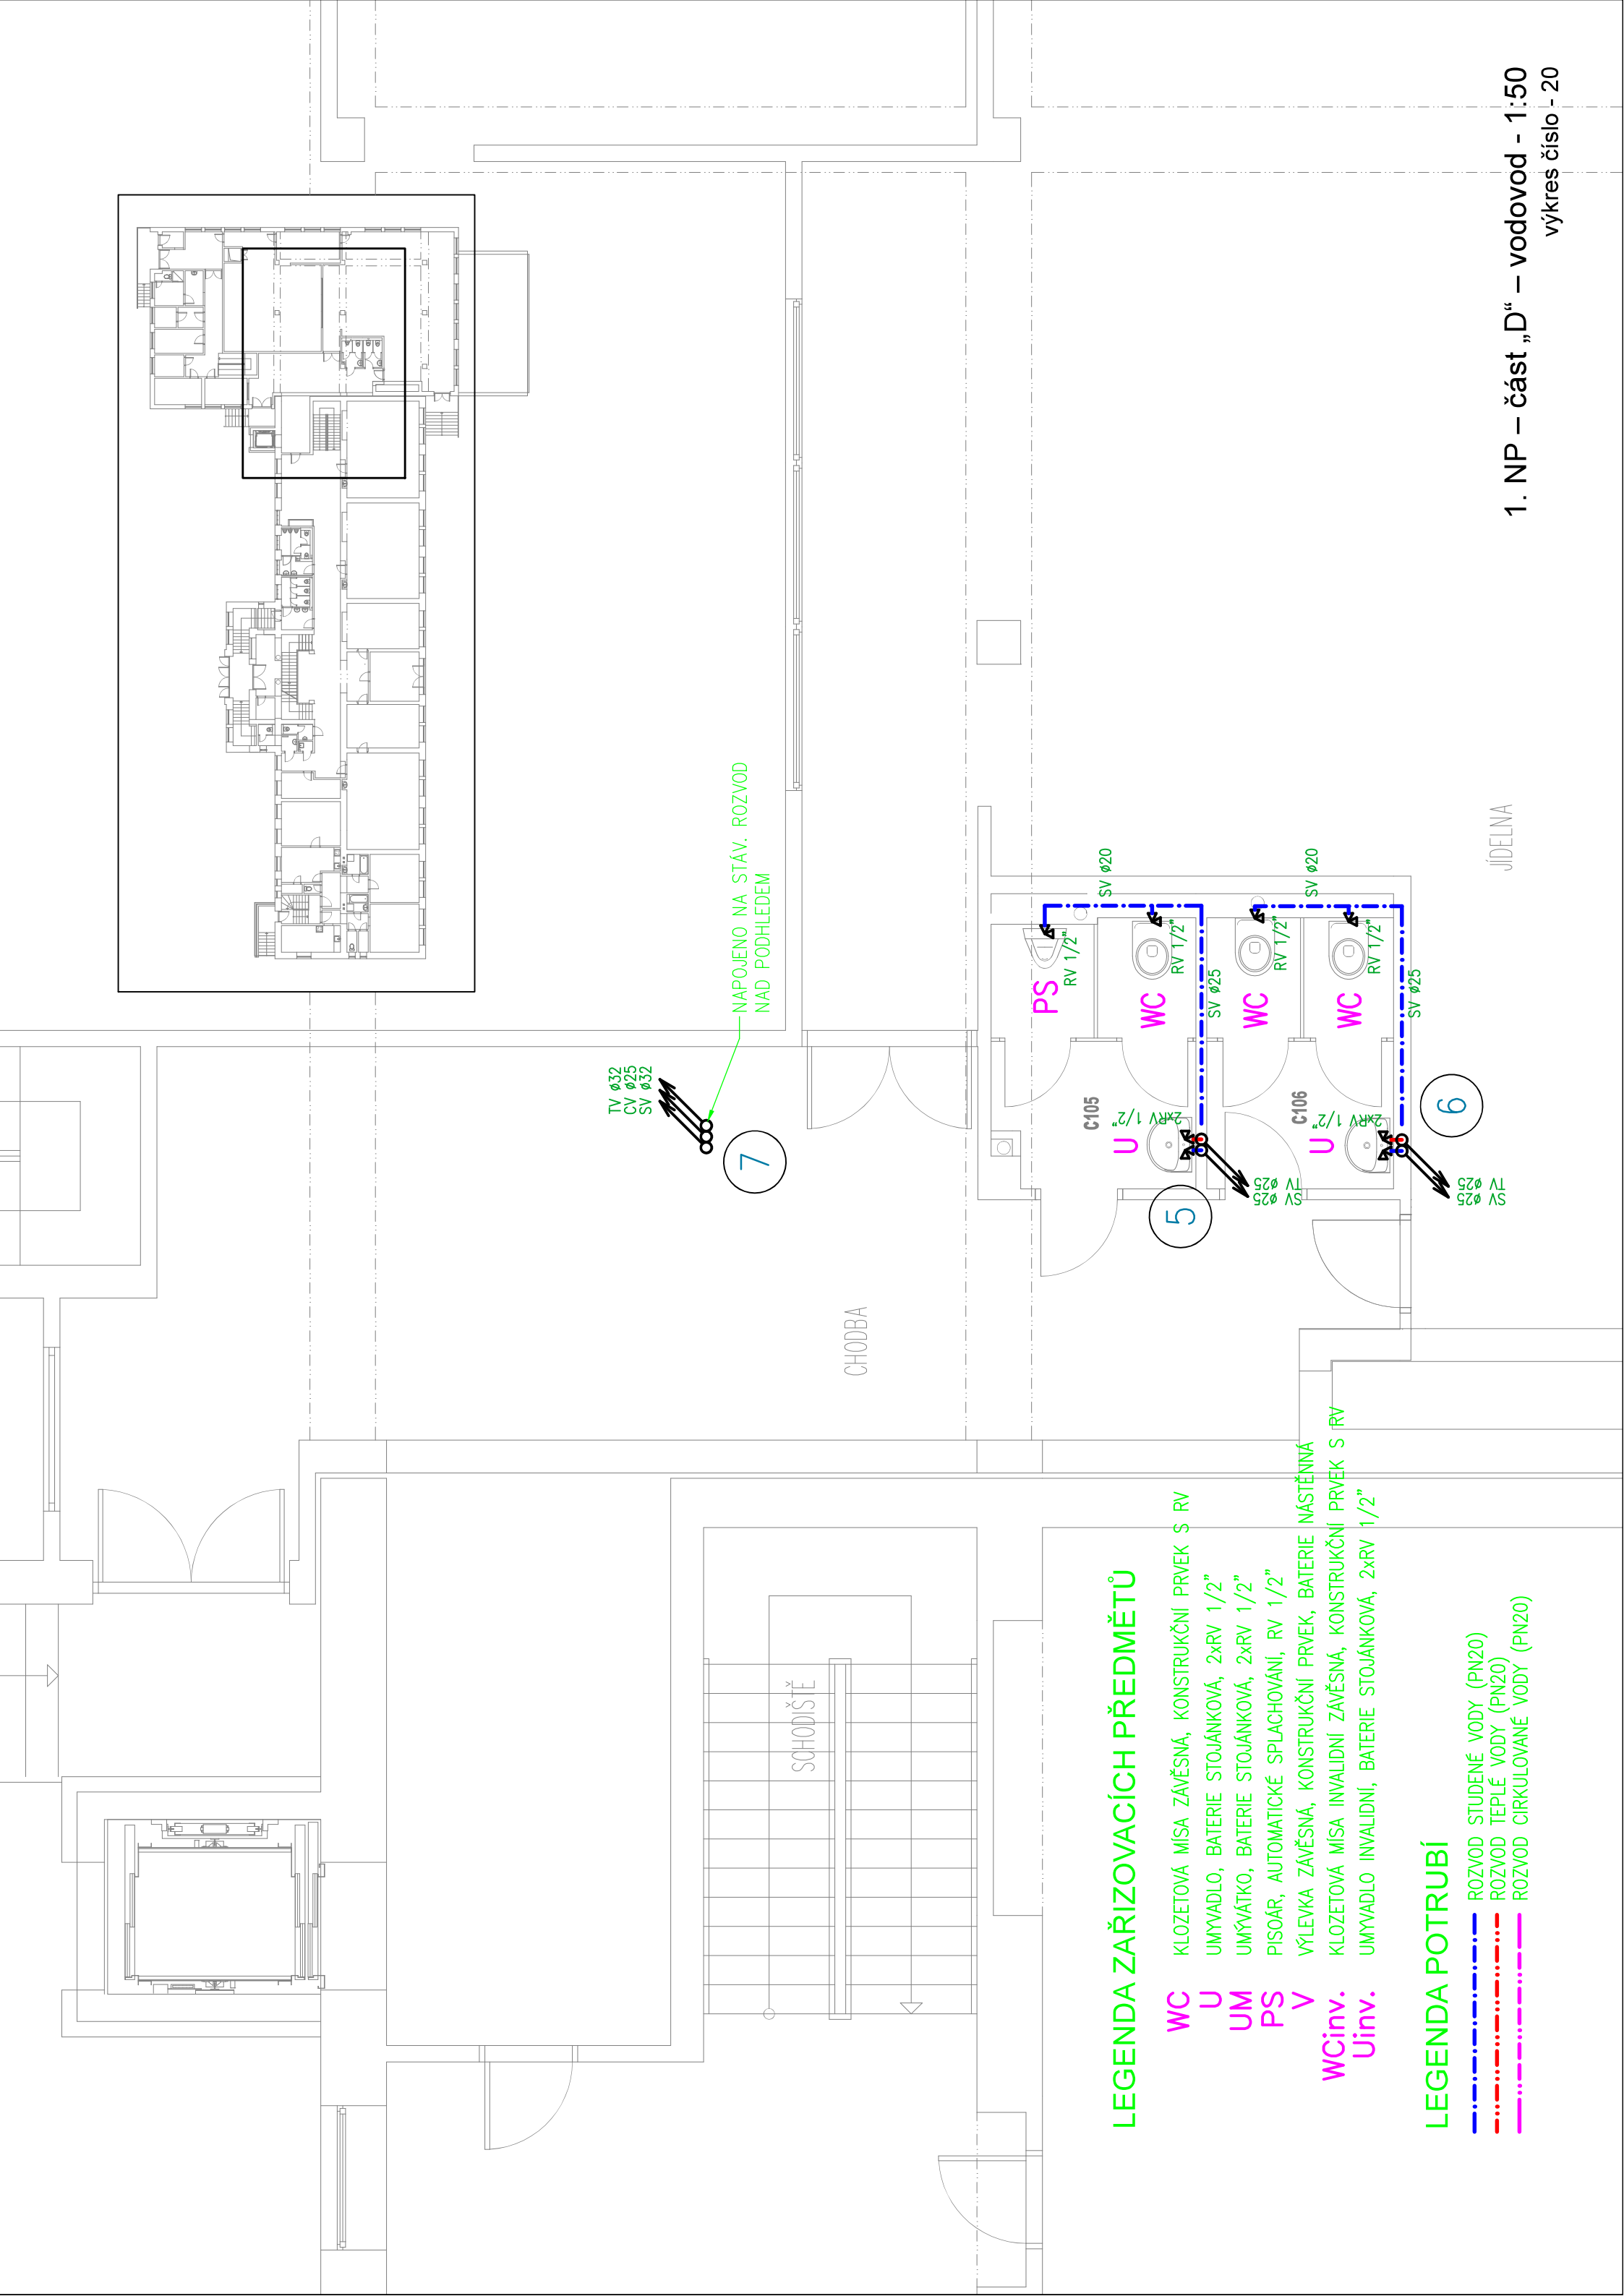 NAPOJENO NA STÁV. ROZVOD
NAD PODHLEDEM
TV ø32
CV ø25
SV ø32
7
CHODBA
SCHODIŠTĚ
PS
RV 1/2"
SV ø20
WC
RV 1/2"
SV ø25
C105
U
2xRV 1/2"
5
SV ø25
TV ø25
WC
RV 1/2"
SV ø20
WC
RV 1/2"
SV ø25
C106
U
2xRV 1/2"
6
SV ø25
TV ø25
JÍDELNA
LEGENDA ZAŘIZOVACÍCH PŘEDMĚTŮ
WC KLOZETOVÁ MÍSA ZÁVĚSNÁ, KONSTRUKČNÍ PRVEK S RV
U UMYVADLO, BATERIE STOJÁNKOVÁ, 2xRV 1/2"
UM UMÝVÁTKO, BATERIE STOJÁNKOVÁ, 2xRV 1/2"
PS PISOÁR, AUTOMATICKÉ SPLACHOVÁNÍ, RV 1/2"
V VÝLEVKA ZÁVĚSNÁ, KONSTRUKČNÍ PRVEK, BATERIE NÁSTĚNNÁ
WCinv. KLOZETOVÁ MÍSA INVALIDNÍ ZÁVĚSNÁ, KONSTRUKČNÍ PRVEK S RV
Uinv. UMYVADLO INVALIDNÍ, BATERIE STOJÁNKOVÁ, 2xRV 1/2"
LEGENDA POTRUBÍ
ROZVOD STUDENÉ VODY (PN20)
ROZVOD TEPLÉ VODY (PN20)
ROZVOD CIRKULOVANÉ VODY (PN20)
1. NP – část „D“ – vodovod - 1:50
výkres číslo - 20